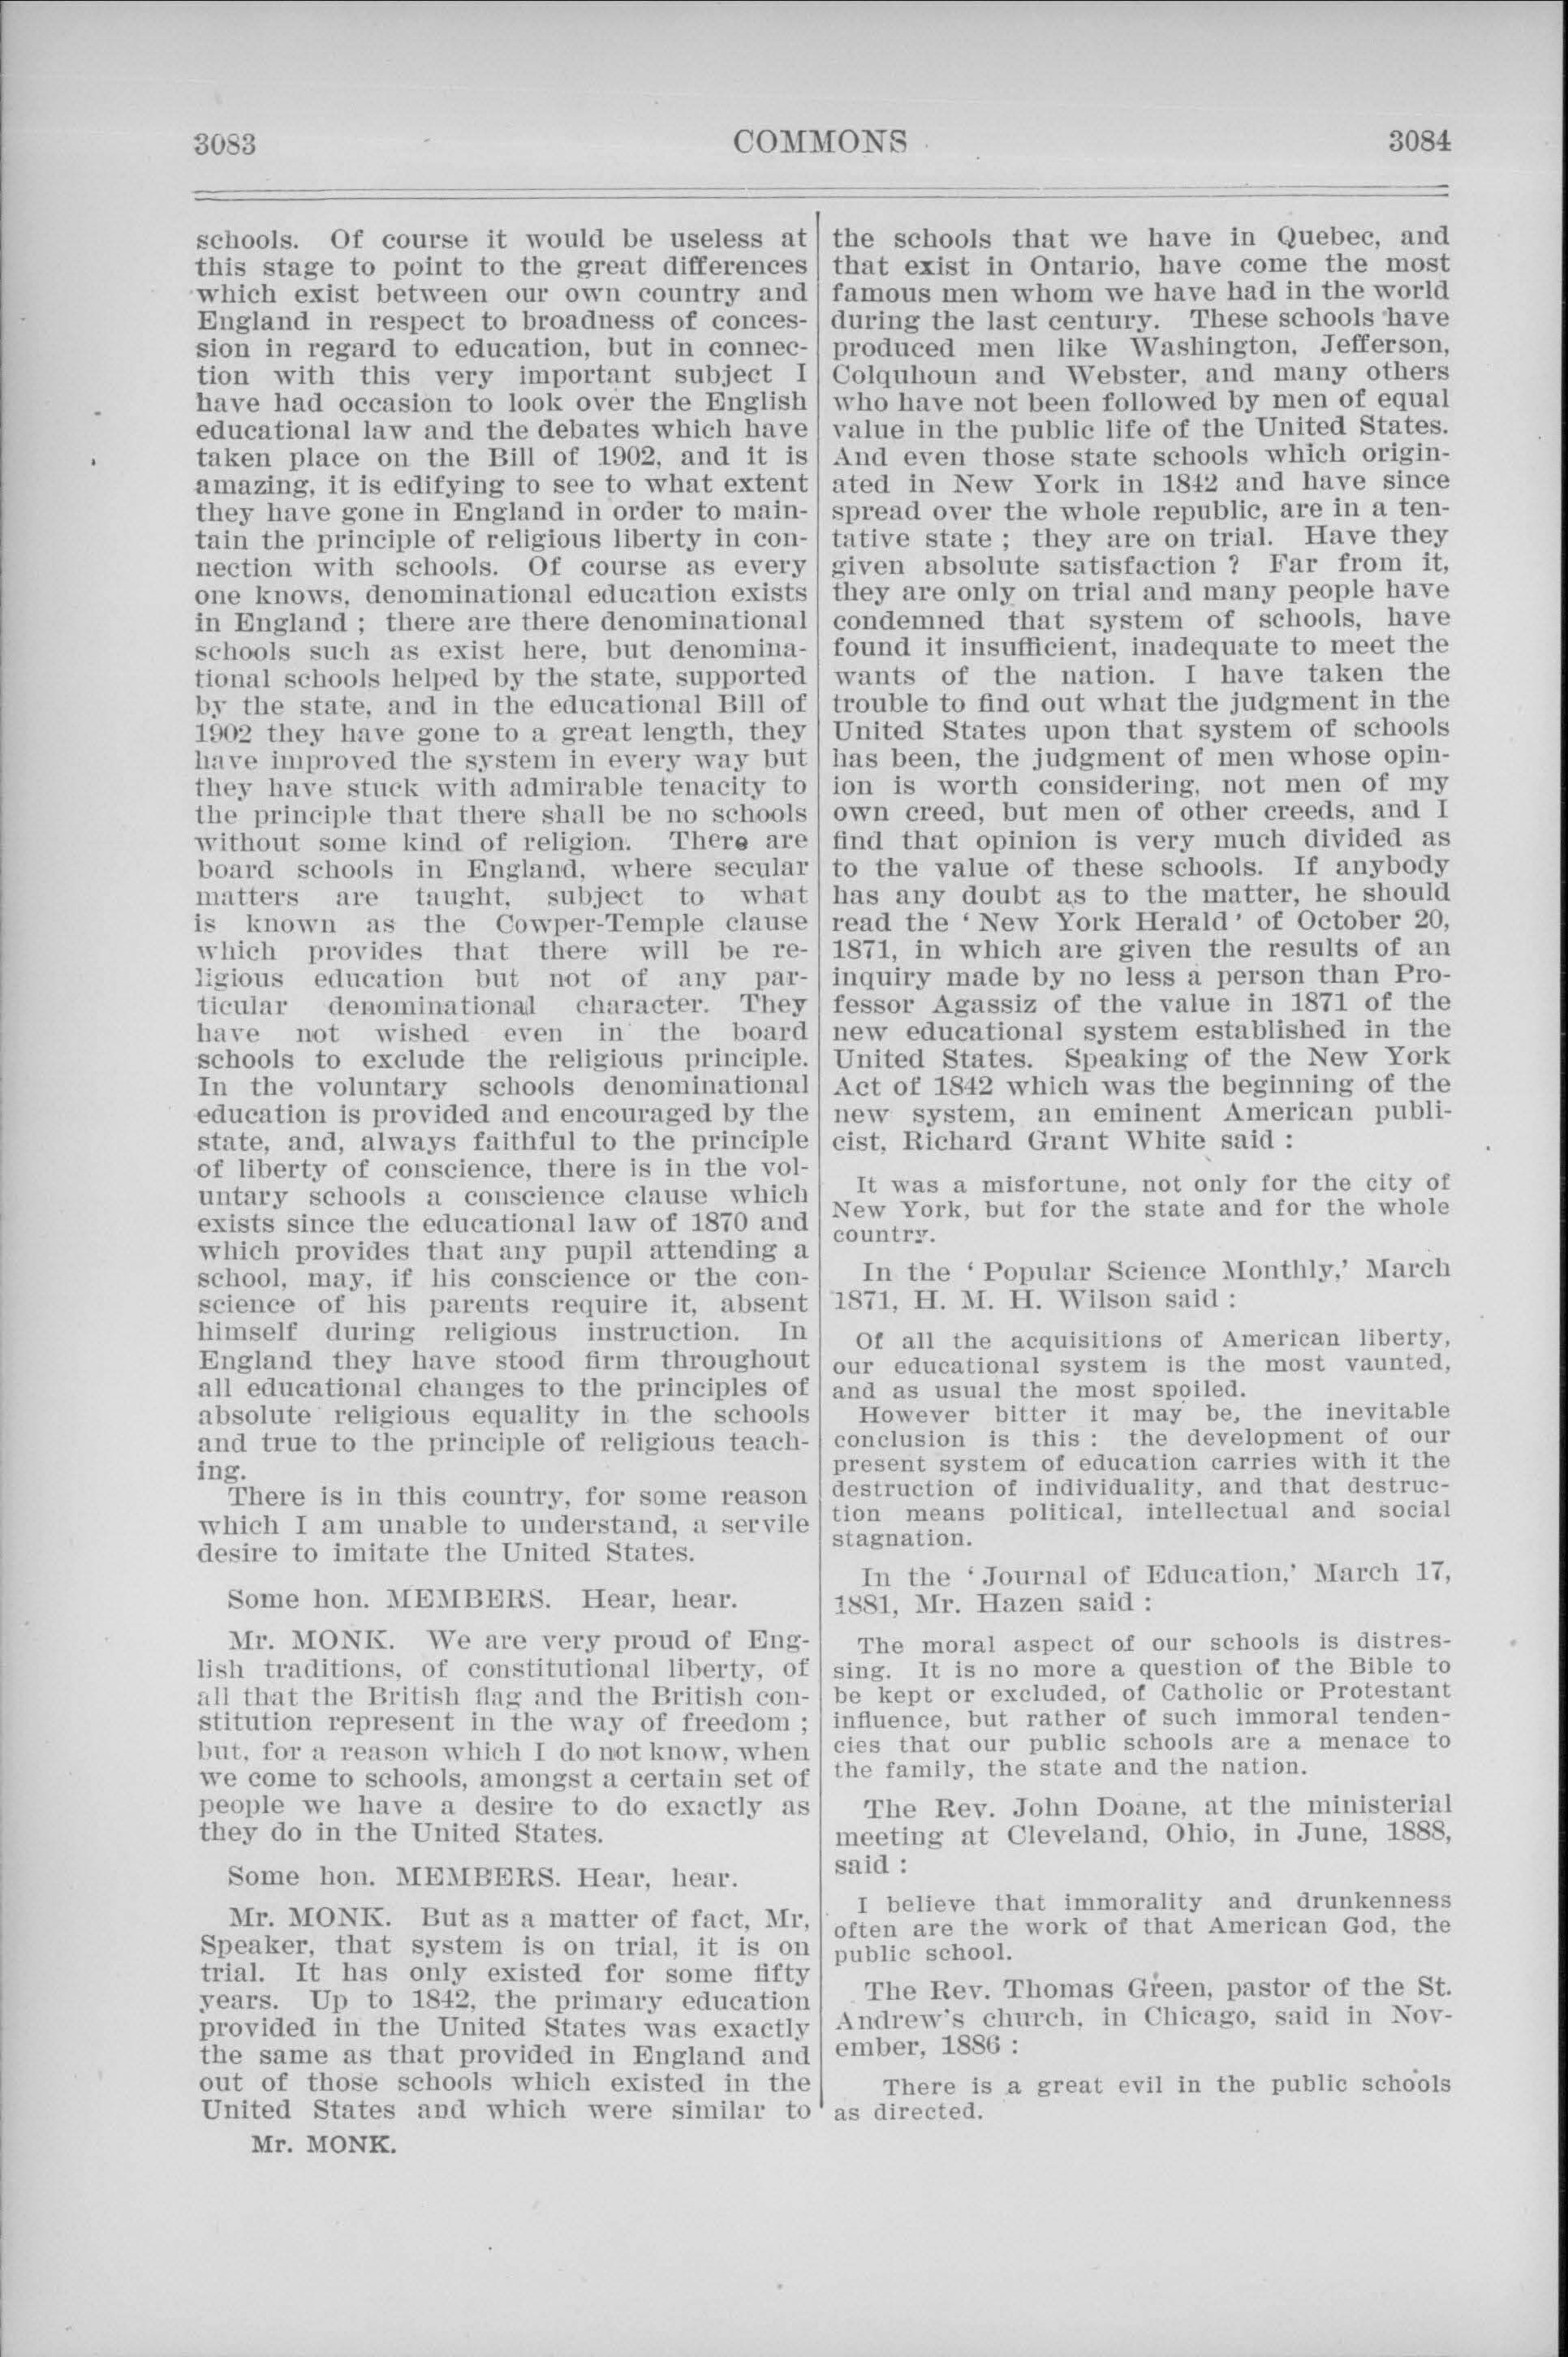 3083
COMMONS
3084
schools. Of course it would be useless at
this stage to point to the great differences
which exist between our own country and
England in respect to broadness of conces-
sion in regard to education, but in connec-
tion with this very important subject I
have had occasion to look over the English
educational law and the debates which have
taken place on the Bill of 1902, and it is
amazing, it is edifying to see to what extent
they have gone in England in order to main-
tain the principle of religious liberty in con-
nection with schools. Of course as every
one knows, denominational education exists
in England ; there are there denominational
schools such as exist here, but denomina-
tional schools helped by the state, supported
by the state, and in the educational Bill of
1902 they have gone to a great length, they
have improved the system in every way but
they have stuck with admirable tenacity to
the principle that there shall be no schools
without some kind of religion. There are
board schools in England, where secular
matters are taught, subject to what
is known as the Cowper-Temple clause
which provides that there will be re-
ligious education but not of any par-
ticular denominational character. They
have not wished even in the board
schools to exclude the religious principle.
In the voluntary schools denominational
education is provided and encouraged by the
state, and, always faithful to the principle
of liberty of conscience, there is in the vol-
untary schools a conscience clause which
exists since the educational law of 1870 and
which provides that any pupil attending a
school, may, if his conscience or the con-
science of his parents require it, absent
himself during religious instruction. In
England they have stood firm throughout
all educational changes to the principles of
absolute religious equality in the schools
and true to the principle of religious teach-
ing.
There is in this country, for some reason
which I am unable to understand, a servile
desire to imitate the United States.
Some hon. MEMBERS. Hear, hear.
Mr. MONK. We are very proud of Eng-
lish traditions, of constitutional liberty, of
all that the British flag and the British con-
stitution represent in the way of freedom ;
but, for a reason which I do not know, when
we come to schools, amongst a certain set of
people we have a desire to do exactly as
they do in the United States.
Some hon. MEMBERS. Hear, hear.
Mr. MONK. But as a matter of fact, Mr,
Speaker, that system is on trial, it is on
trial. It has only existed for some fifty
years. Up to 1842, the primary education
provided in the United States was exactly
the same as that provided in England and
out of those schools which existed in the
United States and which were similar to
Mr. MONK.
the schools that we have in Quebec, and
that exist in Ontario, have come the most
famous men whom we have had in the world
during the last century. These schools have
produced men like Washington, Jefferson,
Colquhoun and Webster, and many others
who have not been followed by men of equal
value in the public life of the United States.
And even those state schools which origin-
ated in New York in 1842 and have since
spread over the whole republic, are in a ten-
tative state ; they are on trial. Have they
given absolute satisfaction ? Far from it,
they are only on trial and many people have
condemned that system of schools, have
found it insufficient, inadequate to meet the
wants of the nation. I have taken the
trouble to find out what the judgment in the
United States upon that system of schools
has been, the judgment of men whose opin-
ion is worth considering, not men of my
own creed, but men of other creeds, and I
find that opinion is very much divided as
to the value of these schools. If anybody
has any doubt as to the matter, he should
read the ‘ New York Herald ’ of October 20,
1871, in which are given the results of an
inquiry made by no less a person than Pro-
fessor Agassiz of the value in 1871 of the
new educational system established in the
United States. Speaking of the New York
Act of 1842 which was the beginning of the
new system, an eminent American publi-
cist, Richard Grant White said :
It was a misfortune, not only for the city of
New York, but for the state and for the whole
country.
In the ‘ Popular Science Monthly,’ March
1871, H. M. H. Wilson said :
Of all the acquisitions of American liberty,
our educational system is the most vaunted,
and as usual the most spoiled.
However bitter it may be, the inevitable
conclusion is this : the development of our
present system of education carries with it the
destruction of individuality, and that destruc-
tion means political, intellectual and social
stagnation.
In the ‘ Journal of Education,’ March 17,
1881, Mr. Hazen said :
The moral aspect of our schools is distres-
sing. It is no more a question of the Bible to
be kept or excluded, of Catholic or Protestant
influence, but rather of such immoral tenden-
cies that our public schools are a menace to
the family, the state and the nation.
The Rev. John Doane, at the ministerial
meeting at Cleveland, Ohio, in June, 1888,
said :
I believe that immorality and drunkenness
often are the work of that American God, the
public school.
The Rev. Thomas Green, pastor of the St.
Andrew's church, in Chicago, said in Nov-
ember, 1886 :
There is a great evil in the public schools
as directed.